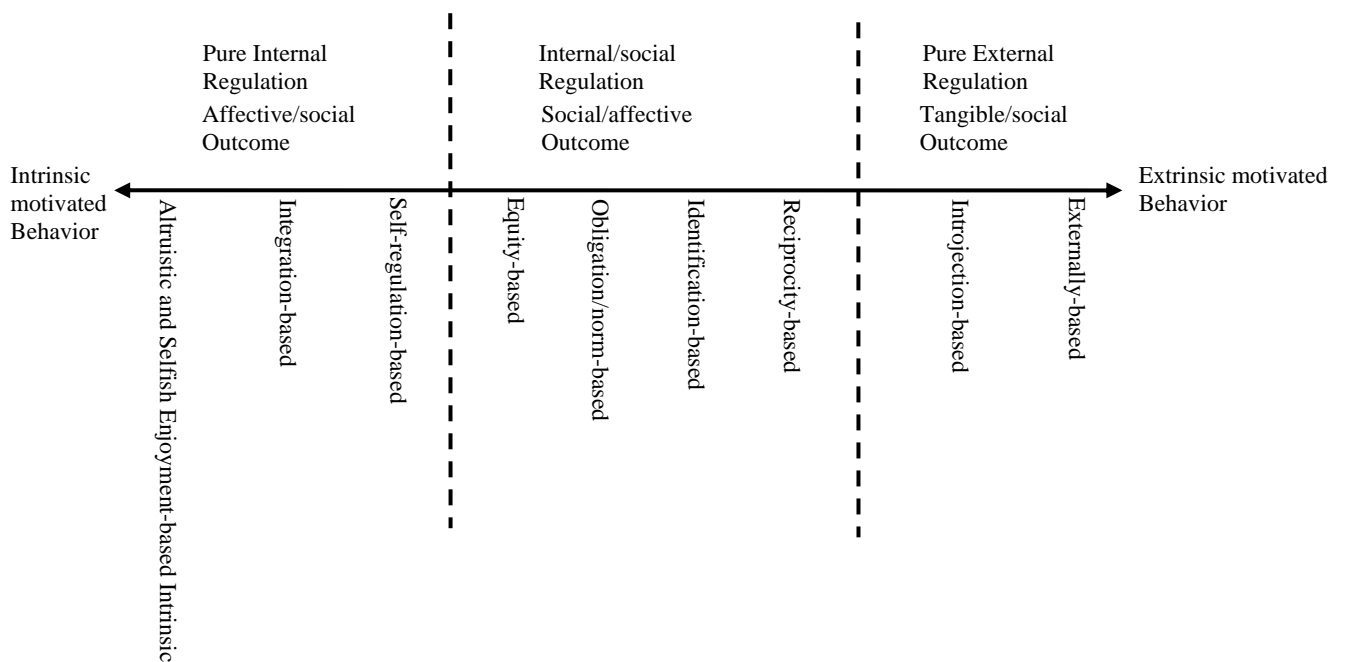 Pure Internal
Regulation
Affective/social
Outcome
Internal/social
Regulation
Social/affective
Outcome
Pure External
Regulation
Tangible/social
Outcome
Intrinsic
motivated
Behavior
Extrinsic motivated
Behavior
Altruistic and Selfish Enjoyment-based Intrinsic
Integration-based
Self-regulation-based
Equity-based
Obligation/norm-based
Identification-based
Reciprocity-based
Introjection-based
Externally-based